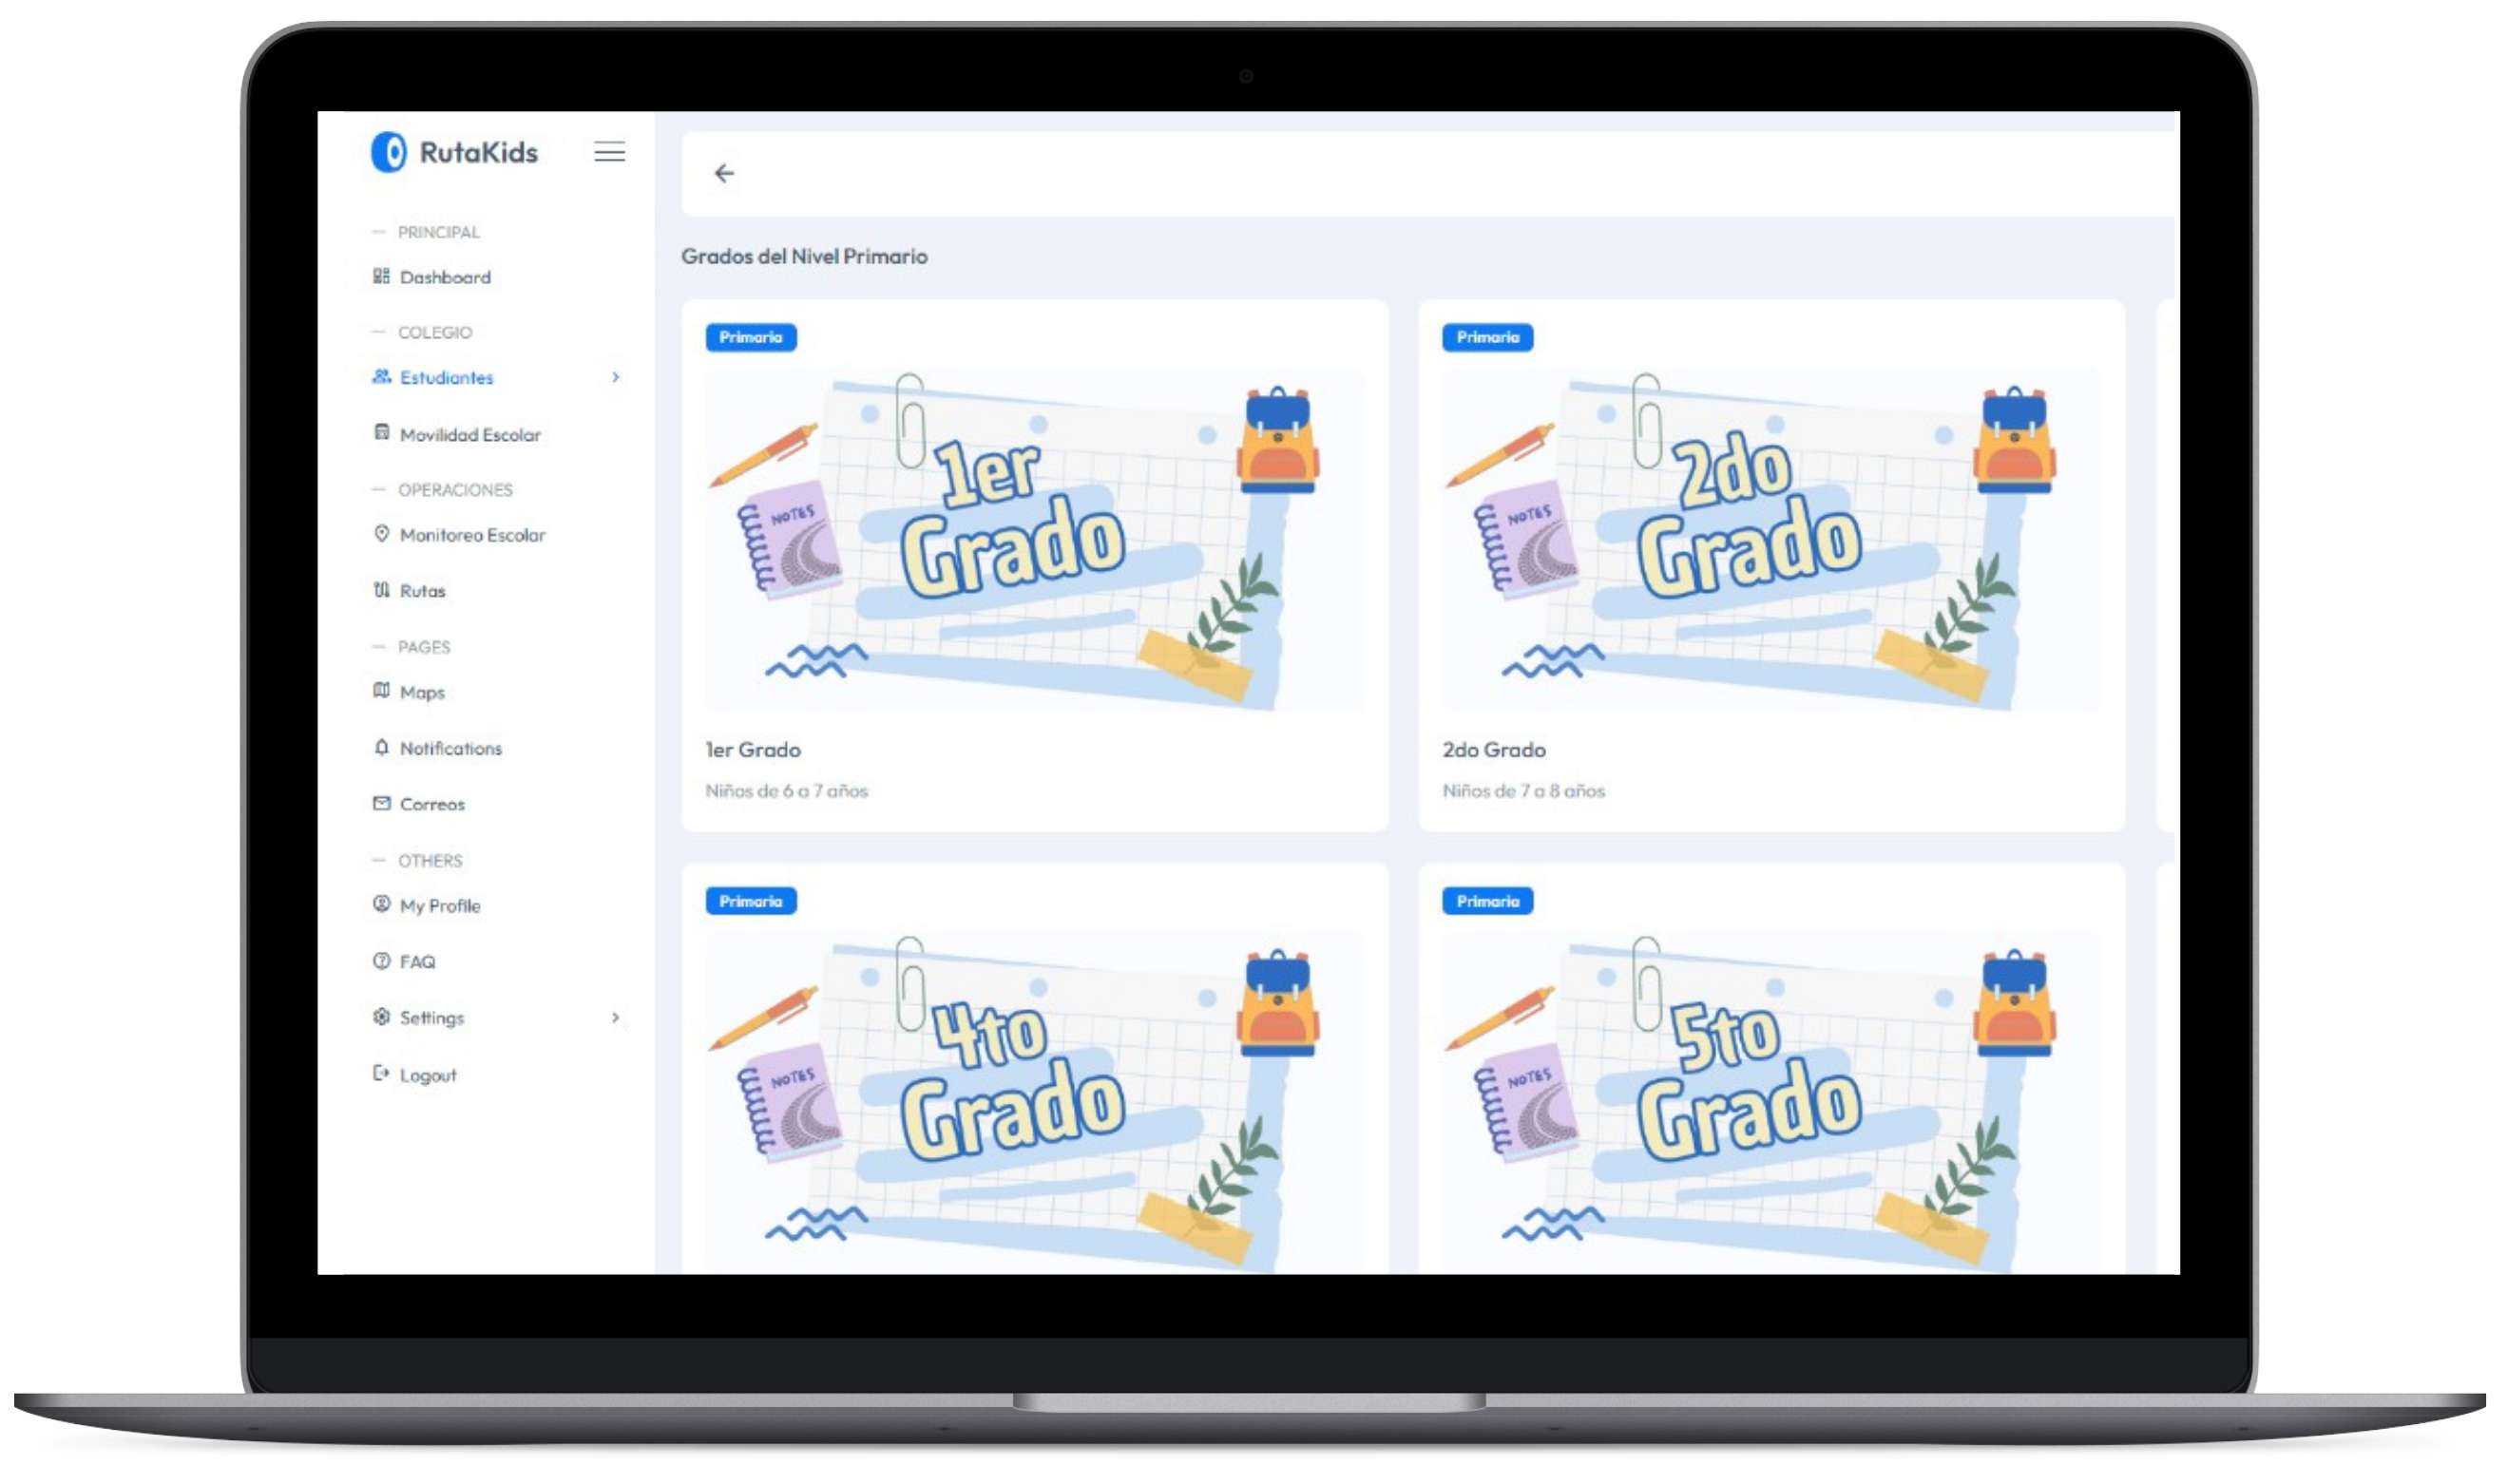 RutaKids
PRINCIPAL
Dashboard
COLEGIO
Estudiantes
Movilidad Escolar
OPERACIONES
Monitoreo Escolar
Rutas
PAGES
Maps
Notifications
Correos
OTHERS
My Profile
FAQ
Settings
Logout
Grados del Nivel Primario
Primaria
NOTES
1er
Grado
1er Grado
Niños de 6 a 7 años
Primaria
NOTES
2do
Grado
2do Grado
Niños de 7 a 8 años
Primaria
NOTES
4to
Grado
Primaria
NOTES
5to
Grado